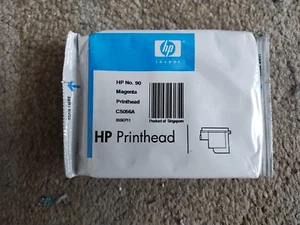 hp
invent
HP No. 90
Magenta
Printhead
C5056A
Product of Singapore
HP Printhead